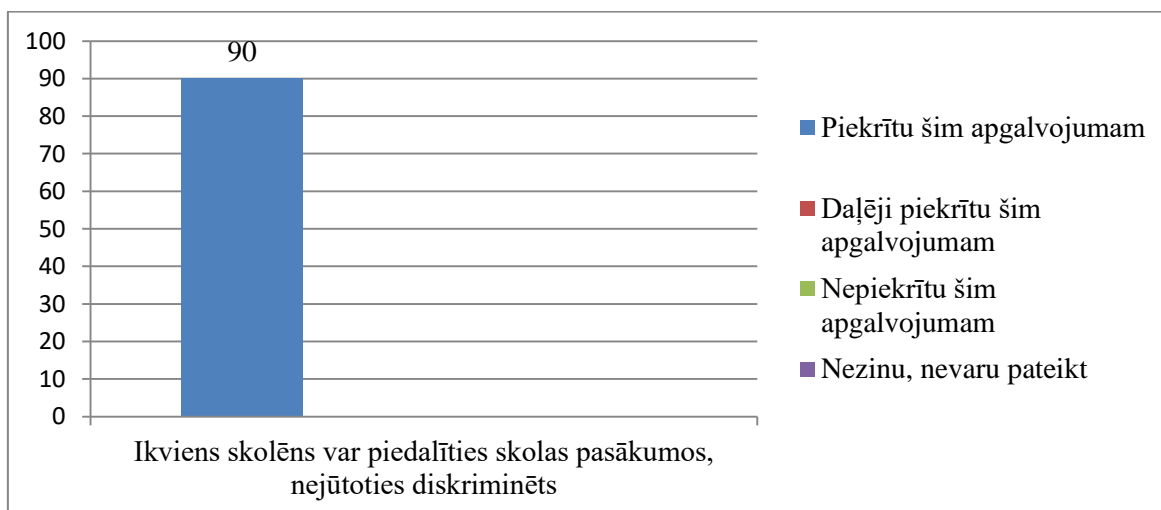 100
90
80
70
60
50
40
30
20
10
0
90
Ikviens skolēns var piedalīties skolas pasākumos,
nejūtoties diskriminēts
Piekrītu šim apgalvojumam
Daļēji piekrītu šim
apgalvojumam
Nepiekrītu šim
apgalvojumam
Nezinu, nevaru pateikt